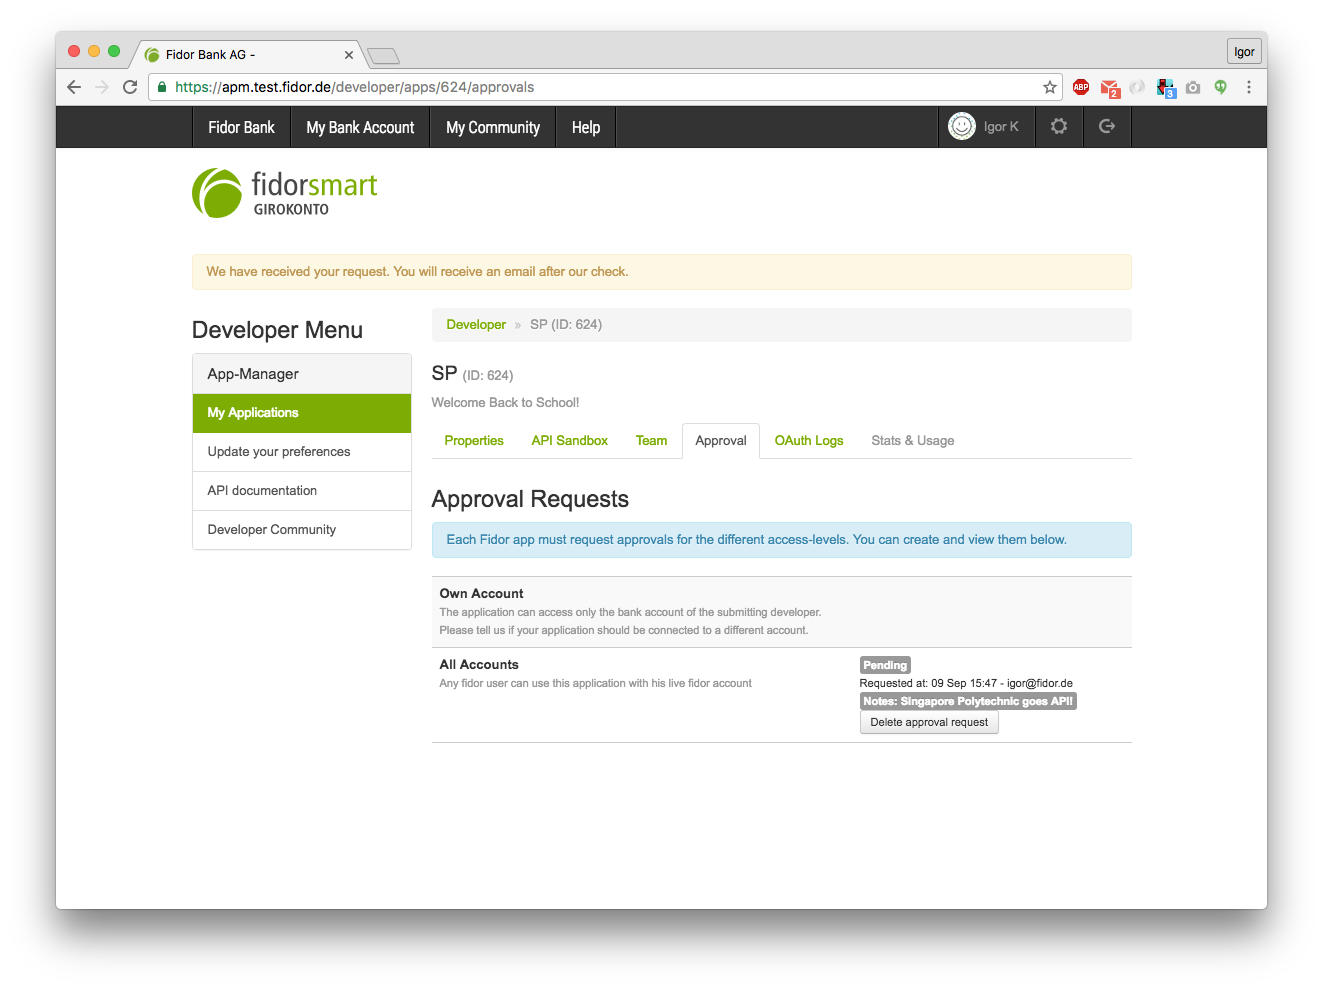 Fidor Bank AG -
Igor
https://apm.test.fidor.de/developer/apps/624/approvals
ABP
2
3
Fidor Bank
My Bank Account
My Community
Help
Igor K
fidorsmart
GIROKONTO
We have received your request. You will receive an email after our check.
Developer Menu
App-Manager
My Applications
Update your preferences
API documentation
Developer Community
Developer » SP (ID: 624)
SP (ID: 624)
Welcome Back to School!
Properties
API Sandbox
Team
Approval
OAuth Logs
Stats & Usage
Approval Requests
Each Fidor app must request approvals for the different access-levels. You can create and view them below.
Own Account
The application can access only the bank account of the submitting developer.
Please tell us if your application should be connected to a different account.
All Accounts
Any fidor user can use this application with his live fidor account
Pending
Requested at: 09 Sep 15:47 - igor@fidor.de
Notes: Singapore Polytechnic goes API!
Delete approval request